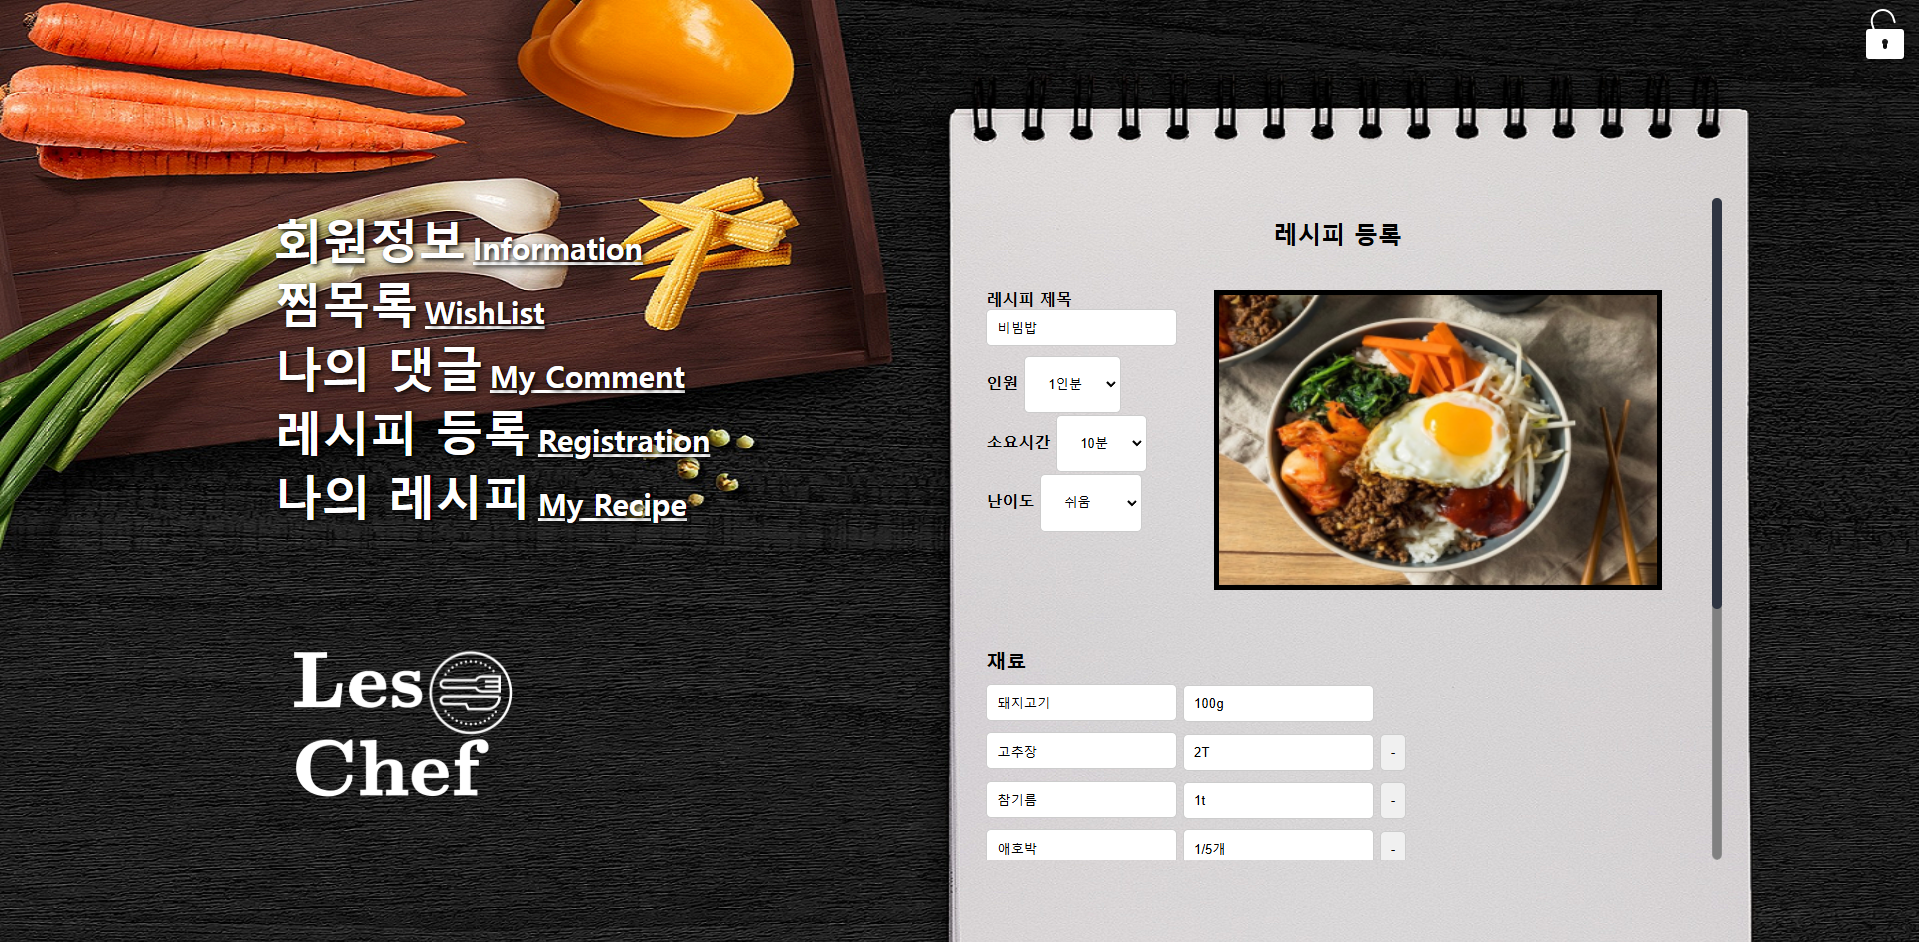 회원정보 Information
찜목록 WishList
나의 댓글 My Comment
레시피 등록 Registration
나의 레시피 My Recipe
Les
Chef
레시피 등록
레시피 제목
비빔밥
인원 1인분
소요시간 10분
난이도 쉬움
재료
돼지고기 100g
고추장 2T -
참기름 1t -
애호박 1/5개 -